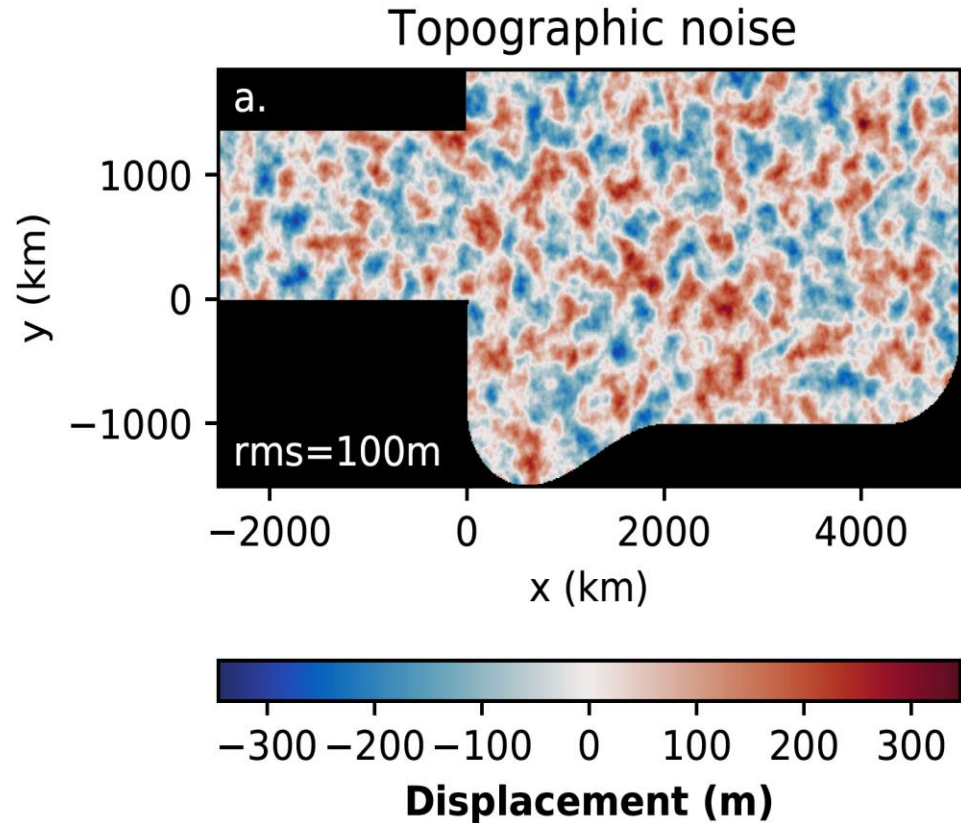 Topographic noise
a.
1000
0
−1000
y (km)
rms=100m
−2000 0 2000 4000
x (km)
−300 −200 −100 0 100 200 300
Displacement (m)